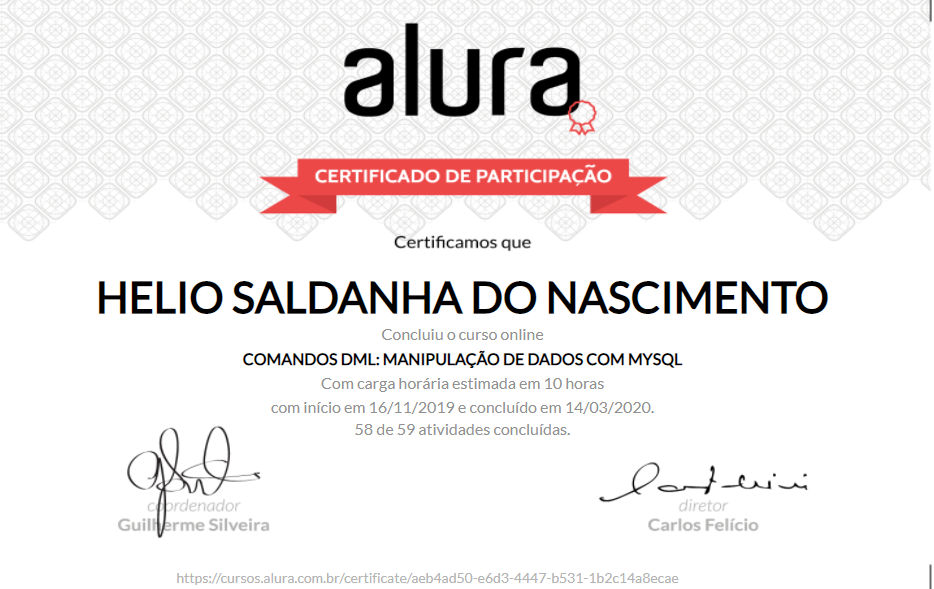 alura
CERTIFICADO DE PARTICIPAÇÃO
Certificamos que
HELIO SALDANHA DO NASCIMENTO
Concluiu o curso online
COMANDOS DML: MANIPULAÇÃO DE DADOS COM MYSQL
Com carga horária estimada em 10 horas
com início em 16/11/2019 e concluído em 14/03/2020.
58 de 59 atividades concluídas.
coordenador
Guilherme Silveira
diretor
Carlos Felício
https://cursos.alura.com.br/certificate/aeb4ad50-e6d3-4447-b531-1b2c14a8ecae